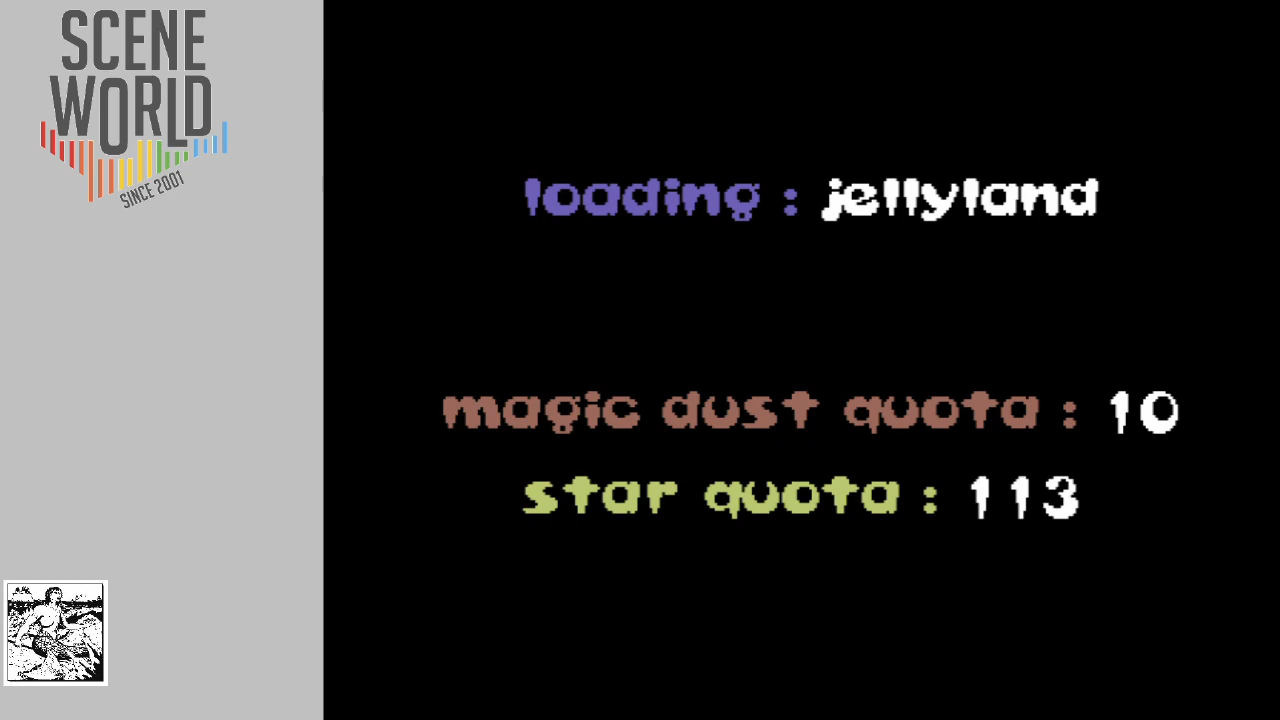 SCENE
WORLD
SINCE 2001
loading : jellyland
magic dust quota : 10
star quota : 113